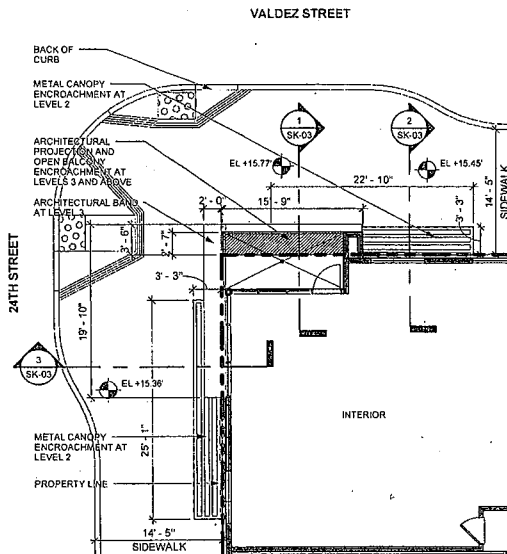 VALDEZ STREET
BACK OF
CURB
METAL CANOPY
ENCROACHMENT AT
LEVEL 2
1
SK-03
2
SK-03
ARCHITECTURAL
PROJECTION AND
OPEN BALCONY
ENCROACHMENT AT
LEVELS 3 AND ABOVE
EL +15.77'
EL +15.45'
22' - 10"
14' - 5"
SIDEWALK
ARCHITECTURAL BAND
AT LEVEL 3
2' - 0"
15' - 9"
3' - 3"
3' - 6"
2' - 7"
3' - 3"
24TH STREET
19' - 10"
3
SK-03
EL +15.36'
INTERIOR
METAL CANOPY
ENCROACHMENT AT
LEVEL 2
25' - 1"
PROPERTY LINE
14' - 5"
SIDEWALK